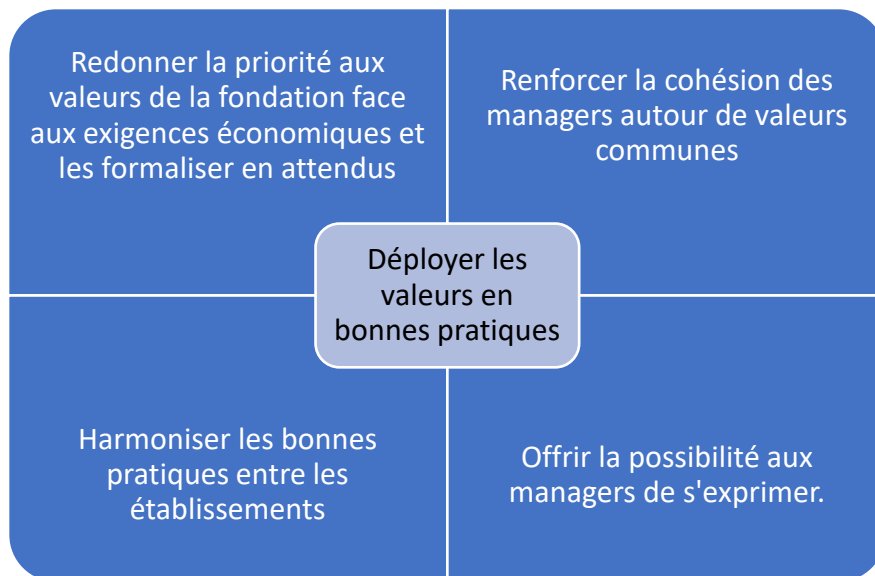 Redonner la priorité aux
valeurs de la fondation face
aux exigences économiques et
les formaliser en attendus
Renforcer la cohésion des
managers autour de valeurs
communes
Déployer les
valeurs en
bonnes pratiques
Harmoniser les bonnes
pratiques entre les
établissements
Offrir la possibilité aux
managers de s'exprimer.